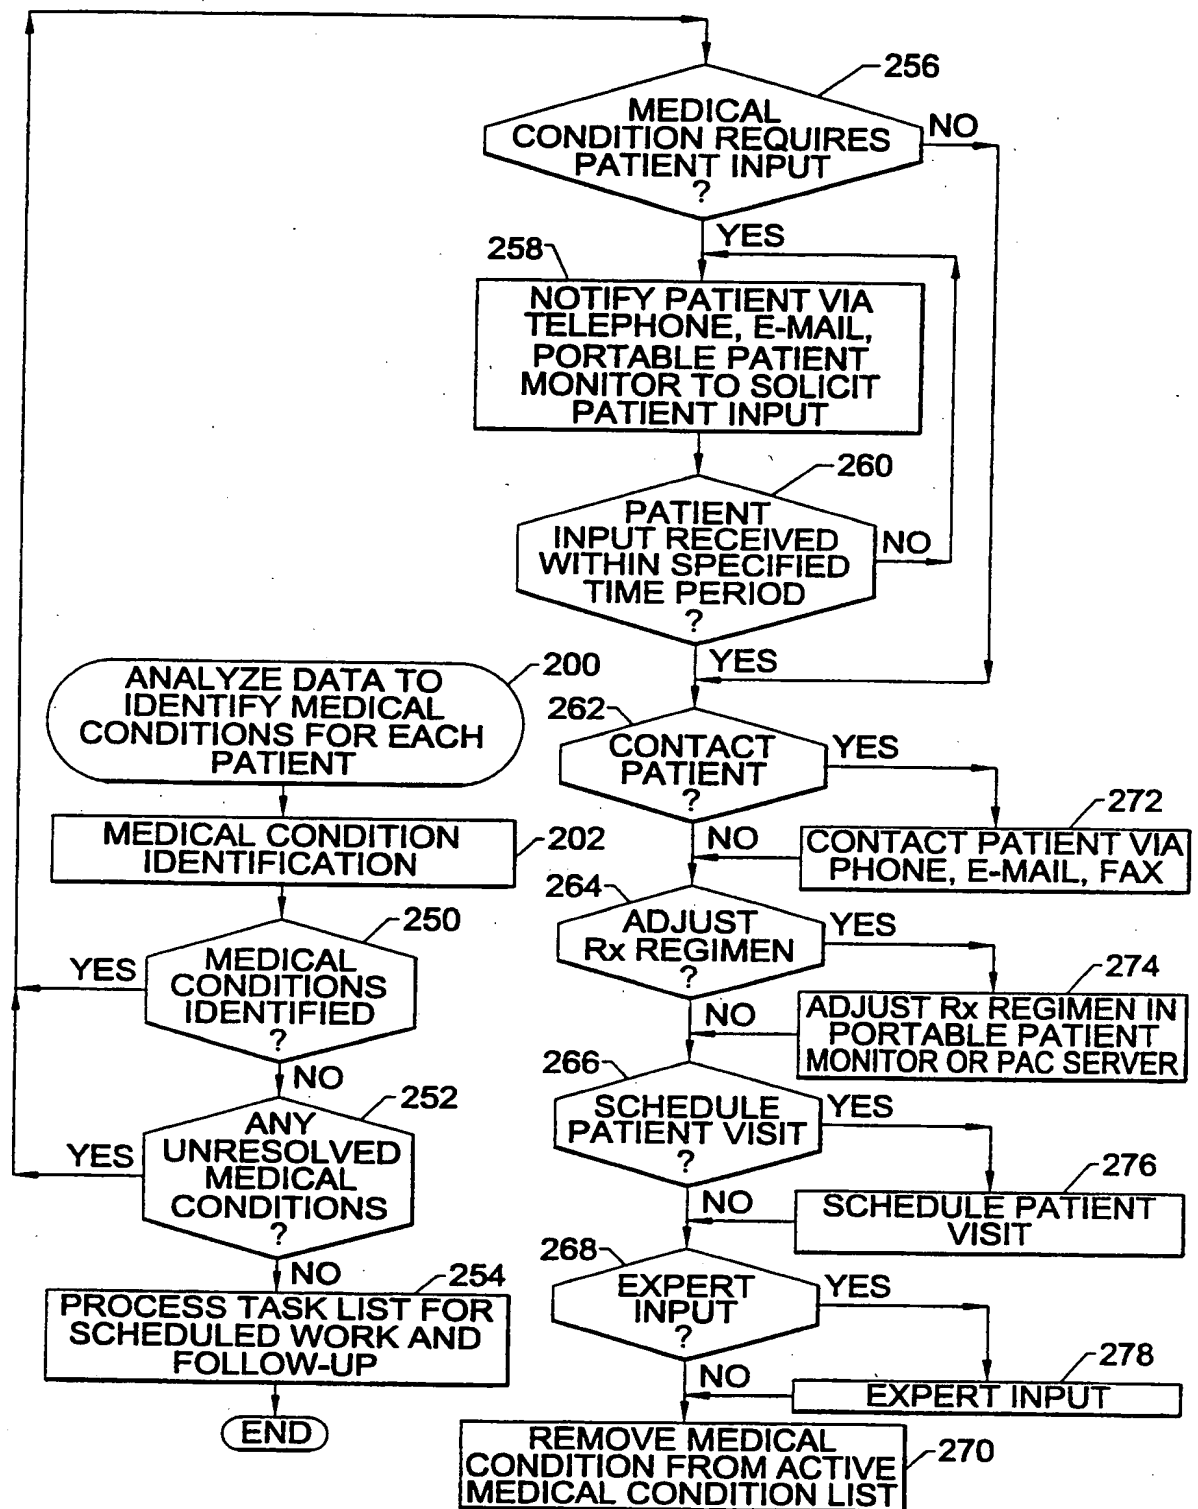 256
MEDICAL
CONDITION REQUIRES
PATIENT INPUT
?
NO
YES
258
NOTIFY PATIENT VIA
TELEPHONE, E-MAIL,
PORTABLE PATIENT
MONITOR TO SOLICIT
PATIENT INPUT
260
PATIENT
INPUT RECEIVED
WITHIN SPECIFIED
TIME PERIOD
?
NO
YES
200
ANALYZE DATA TO
IDENTIFY MEDICAL
CONDITIONS FOR EACH
PATIENT
MEDICAL CONDITION
IDENTIFICATION
202
250
MEDICAL
CONDITIONS
IDENTIFIED
?
YES
NO
252
ANY
UNRESOLVED
MEDICAL
CONDITIONS
?
YES
NO
254
PROCESS TASK LIST FOR
SCHEDULED WORK AND
FOLLOW-UP
END
262
CONTACT
PATIENT
?
YES
NO
272
CONTACT PATIENT VIA
PHONE, E-MAIL, FAX
264
ADJUST
Rx REGIMEN
?
YES
NO
274
ADJUST Rx REGIMEN IN
PORTABLE PATIENT
MONITOR OR PAC SERVER
266
SCHEDULE
PATIENT VISIT
?
YES
NO
276
SCHEDULE PATIENT
VISIT
268
EXPERT
INPUT
?
YES
NO
278
EXPERT INPUT
REMOVE MEDICAL
CONDITION FROM ACTIVE
MEDICAL CONDITION LIST
270